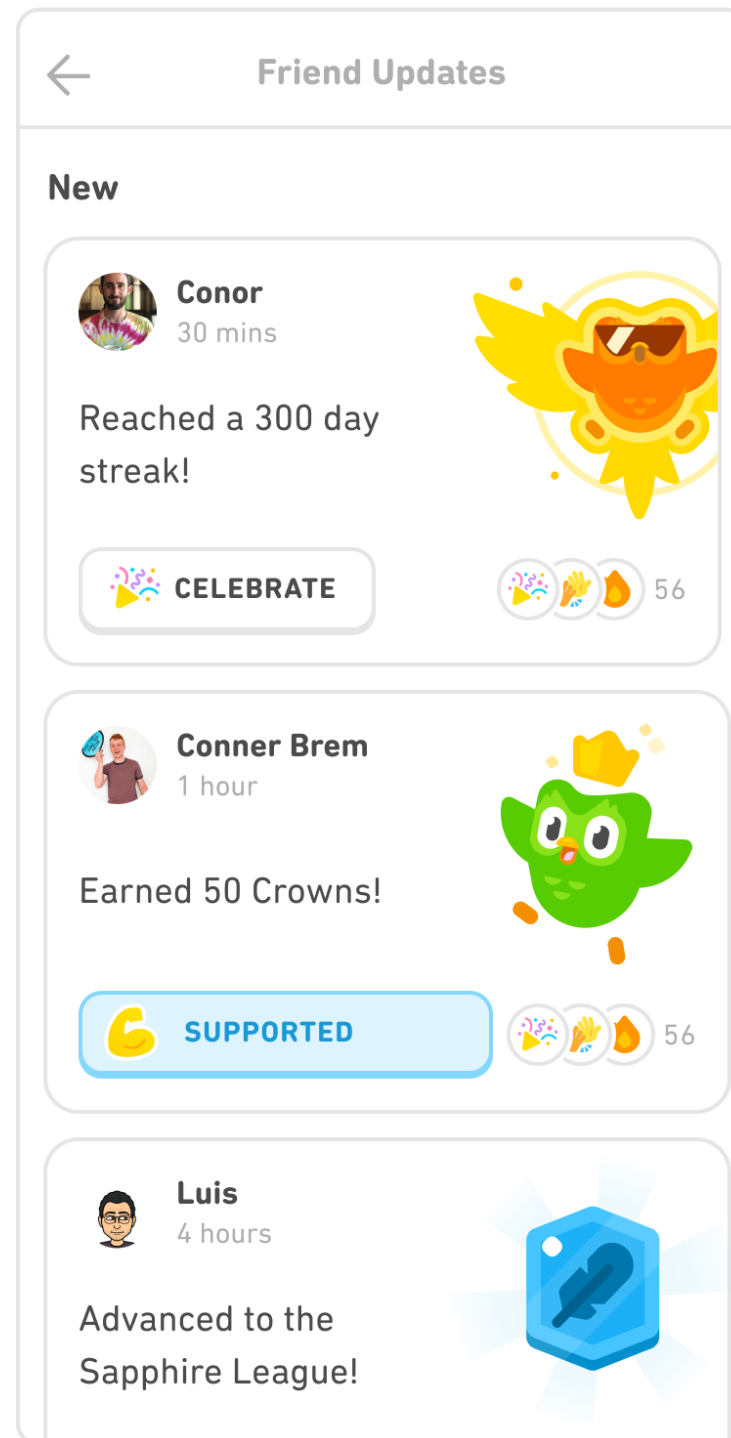 Friend Updates
New
Conor
30 mins
Reached a 300 day
streak!
CELEBRATE
56
Conner Brem
1 hour
Earned 50 Crowns!
SUPPORTED
56
Luis
4 hours
Advanced to the
Sapphire League!